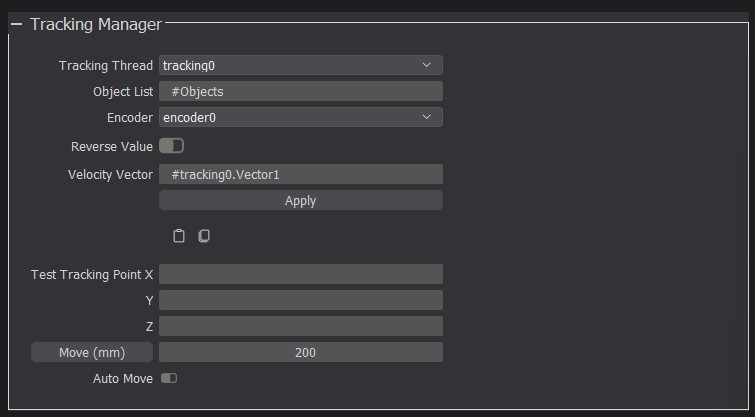 Tracking Manager
Tracking Thread tracking0
Object List #Objects
Encoder encoder0
Reverse Value
Velocity Vector #tracking0.Vector1
Apply
Test Tracking Point X
Y
Z
Move (mm) 200
Auto Move